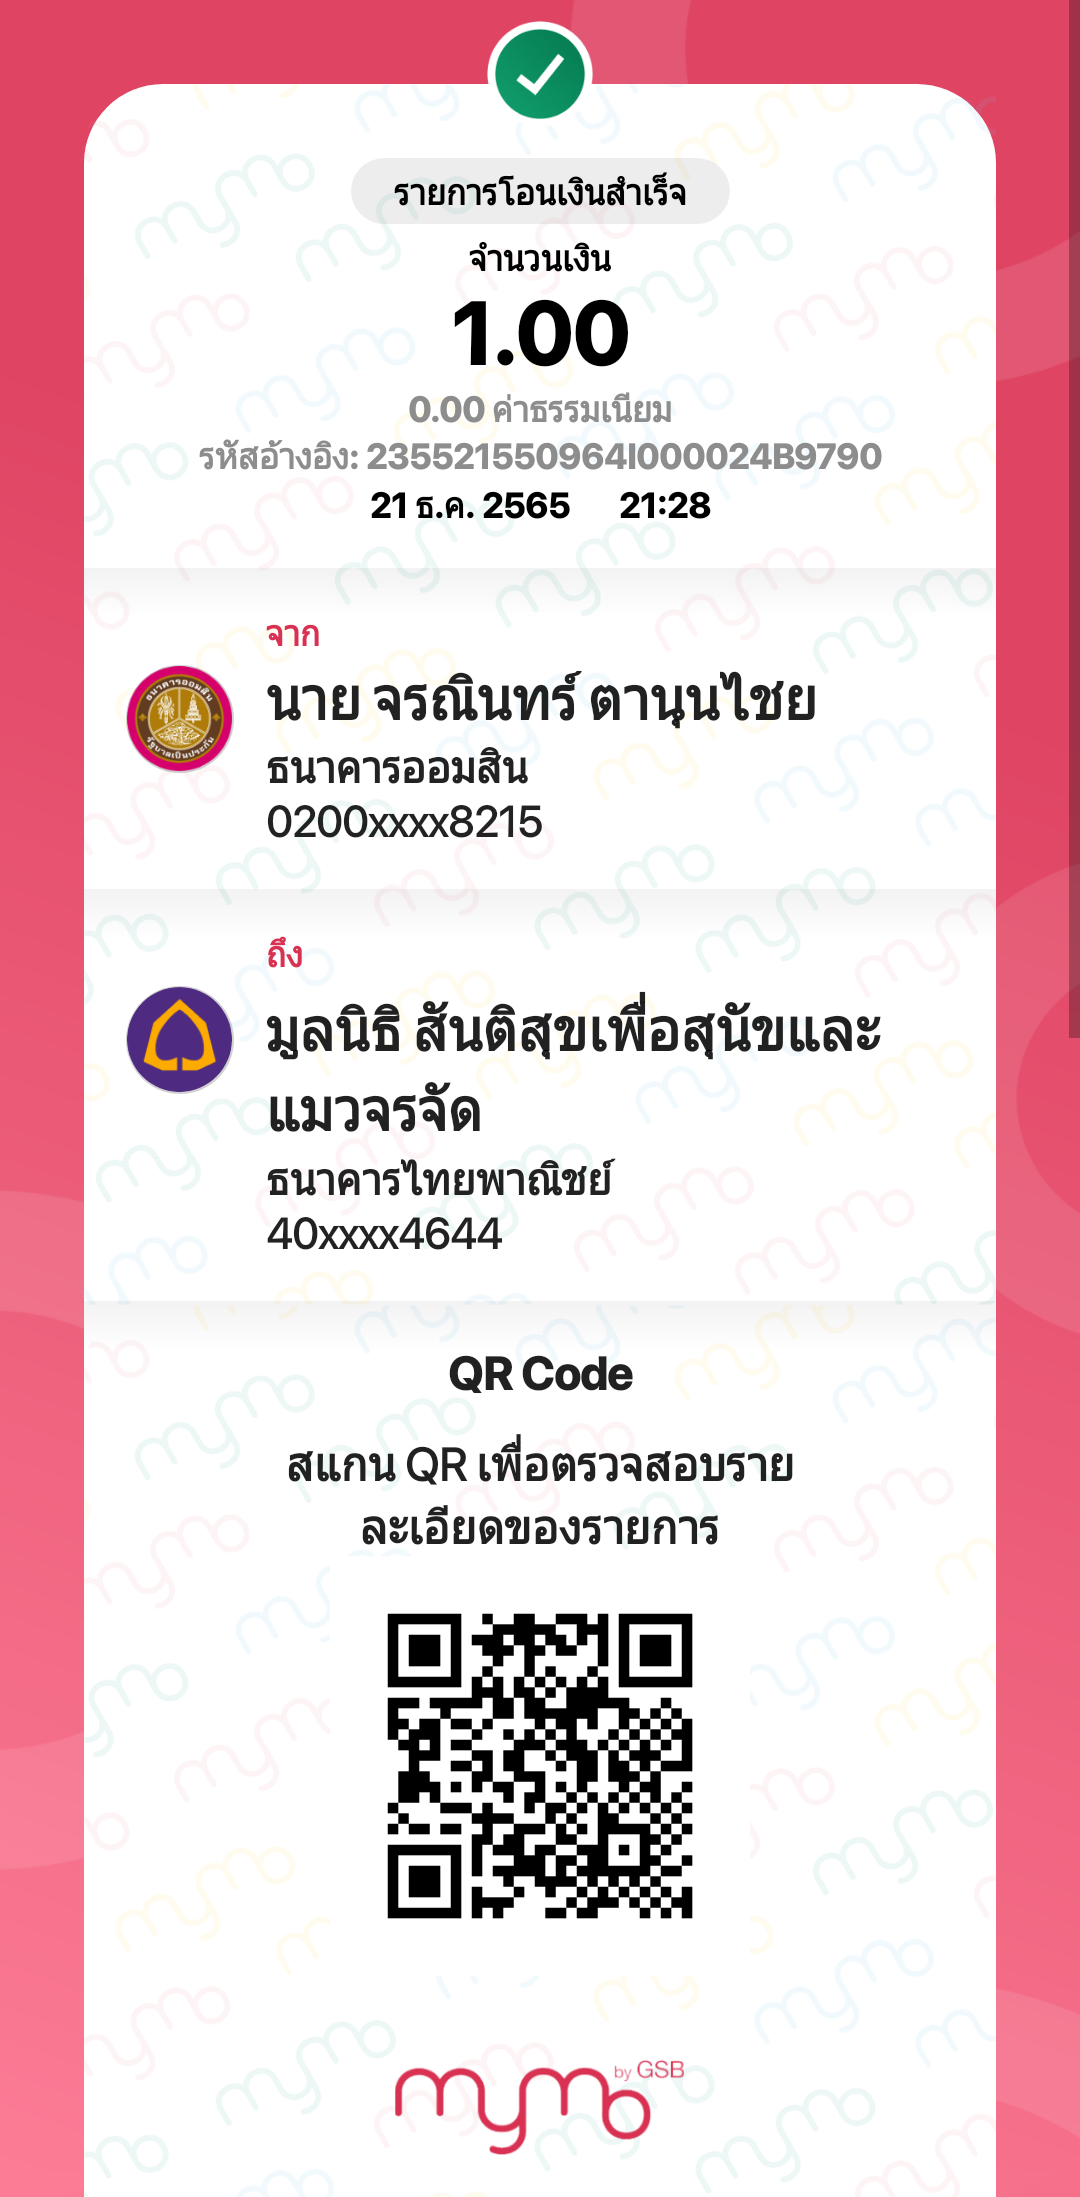 รายการโอนเงินสำเร็จ
จำนวนเงิน
1.00
0.00 ค่าธรรมเนียม
รหัสอ้างอิง: 235521550964I000024B9790
21 ธ.ค. 2565 21:28
จาก
นาย จรณินทร์ ตานุนไชย
ธนาคารออมสิน
0200xxxx8215
ถึง
มูลนิธิ สันติสุขเพื่อสุนัขและ
แมวจรจัด
ธนาคารไทยพาณิชย์
40xxxx4644
QR Code
สแกน QR เพื่อตรวจสอบราย
ละเอียดของรายการ
mymo by GSB